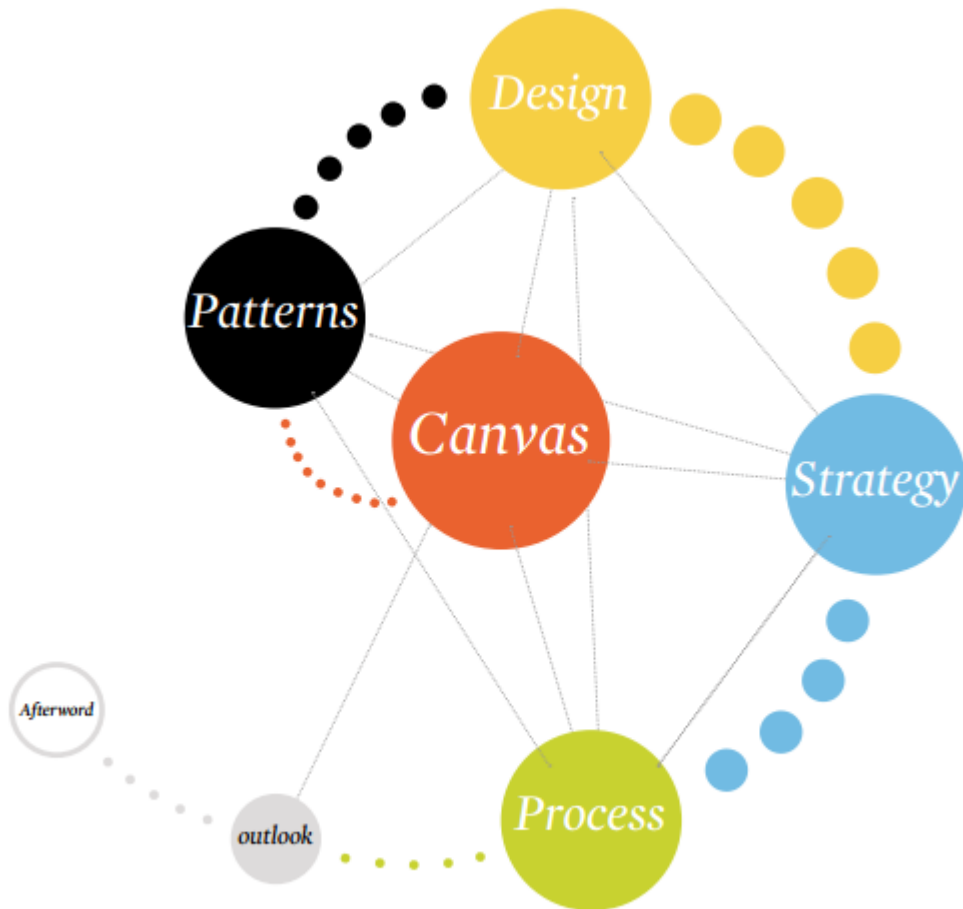 Design
Patterns
Canvas
Strategy
Afterword
Process
outlook